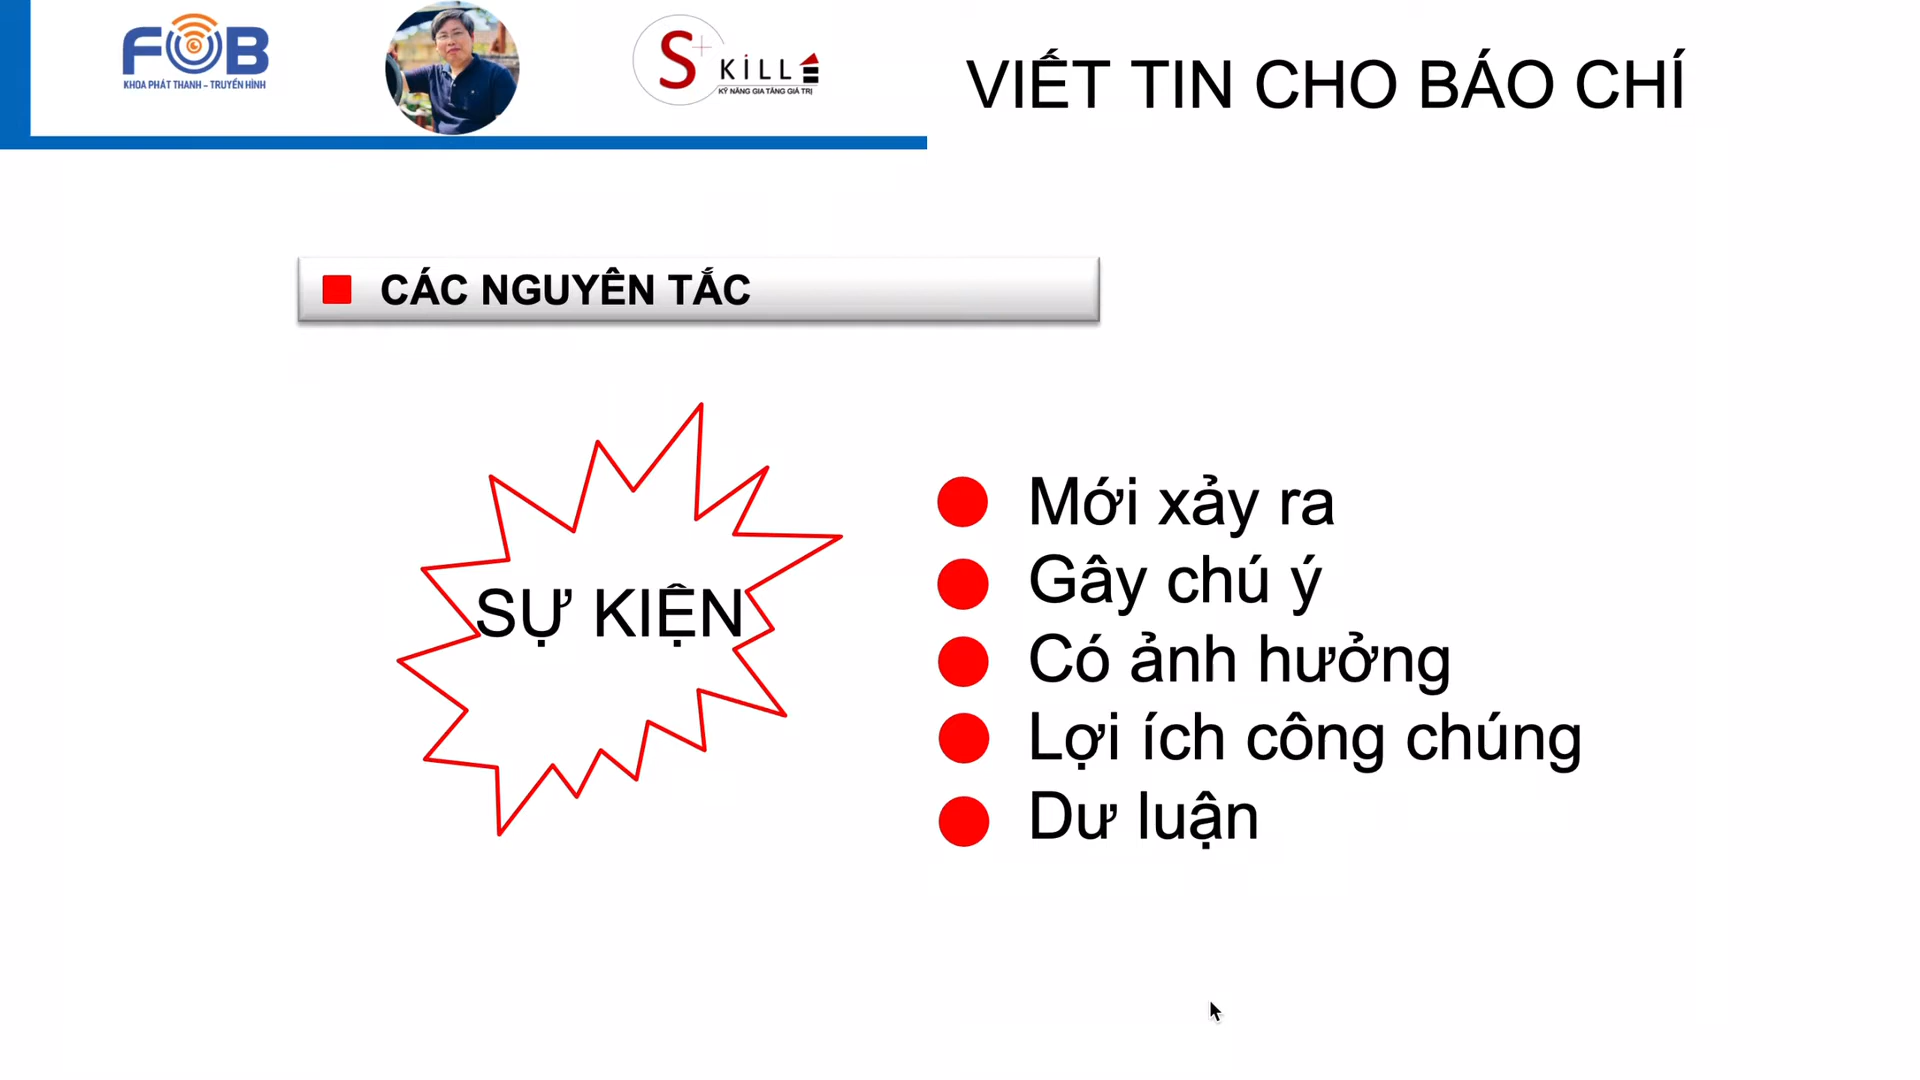 FOB
KHOA PHÁT THANH - TRUYỀN HÌNH
S+ KILL
KỸ NĂNG GIA TĂNG GIÁ TRỊ
VIẾT TIN CHO BÁO CHÍ
CÁC NGUYÊN TẮC
SỰ KIỆN
Mới xảy ra
Gây chú ý
Có ảnh hưởng
Lợi ích công chúng
Dư luận